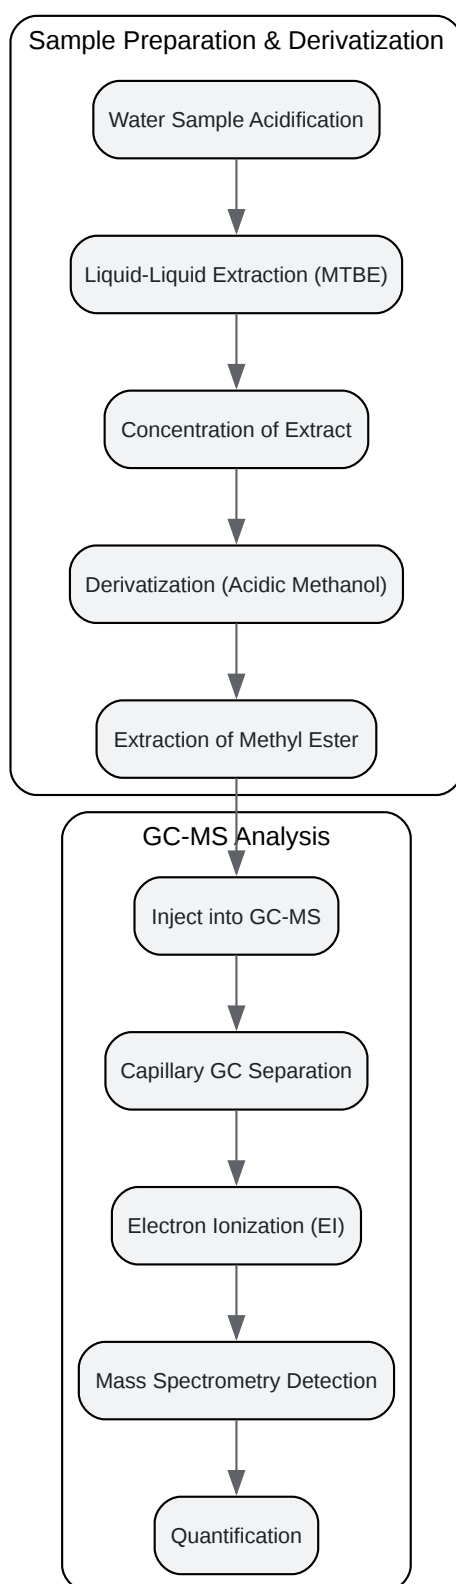 Sample Preparation & Derivatization
Water Sample Acidification
Liquid-Liquid Extraction (MTBE)
Concentration of Extract
Derivatization (Acidic Methanol)
Extraction of Methyl Ester
GC-MS Analysis
Inject into GC-MS
Capillary GC Separation
Electron Ionization (EI)
Mass Spectrometry Detection
Quantification